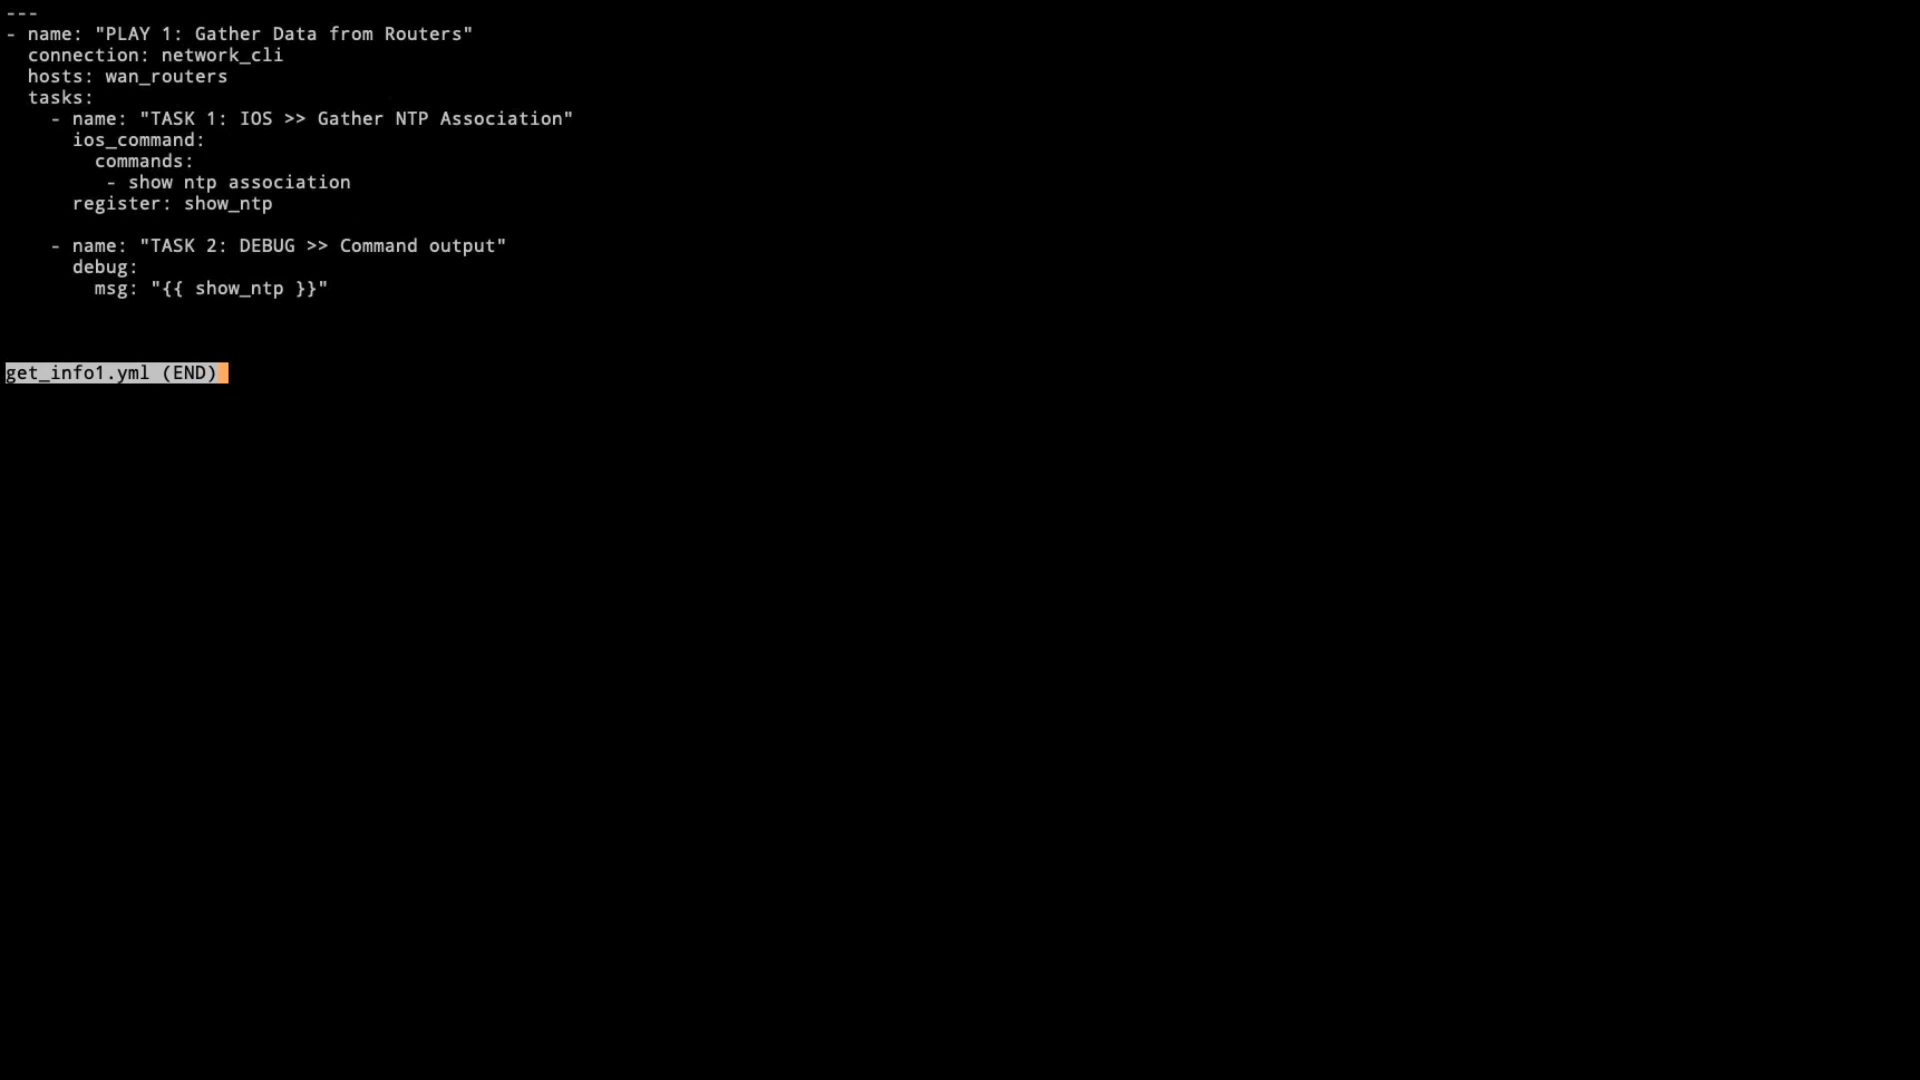 ---
- name: "PLAY 1: Gather Data from Routers"
  connection: network_cli
  hosts: wan_routers
  tasks:
    - name: "TASK 1: IOS >> Gather NTP Association"
      ios_command:
        commands:
         - show ntp association
      register: show_ntp

    - name: "TASK 2: DEBUG >> Command output"
      debug:
        msg: "{{ show_ntp }}"

get_info1.yml (END)